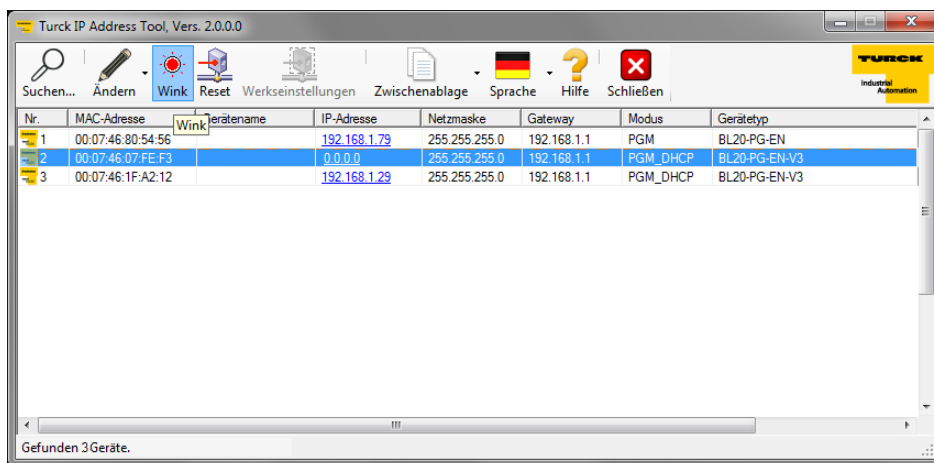 Turck IP Address Tool, Vers. 2.0.0.0
Suchen... Ändern Wink Reset Werkseinstellungen Zwischenablage Sprache Hilfe Schließen
TURCK
Industrial
Automation
Nr. MAC-Adresse Gerätename IP-Adresse Netzmaske Gateway Modus Gerätetyp
Wink
1 00:07:46:80:54:56 192.168.1.79 255.255.255.0 192.168.1.1 PGM BL20-PG-EN
2 00:07:46:07:FE:F3 0.0.0.0 255.255.255.0 192.168.1.1 PGM_DHCP BL20-PG-EN-V3
3 00:07:46:1F:A2:12 192.168.1.29 255.255.255.0 192.168.1.1 PGM_DHCP BL20-PG-EN-V3
Gefunden 3 Geräte.